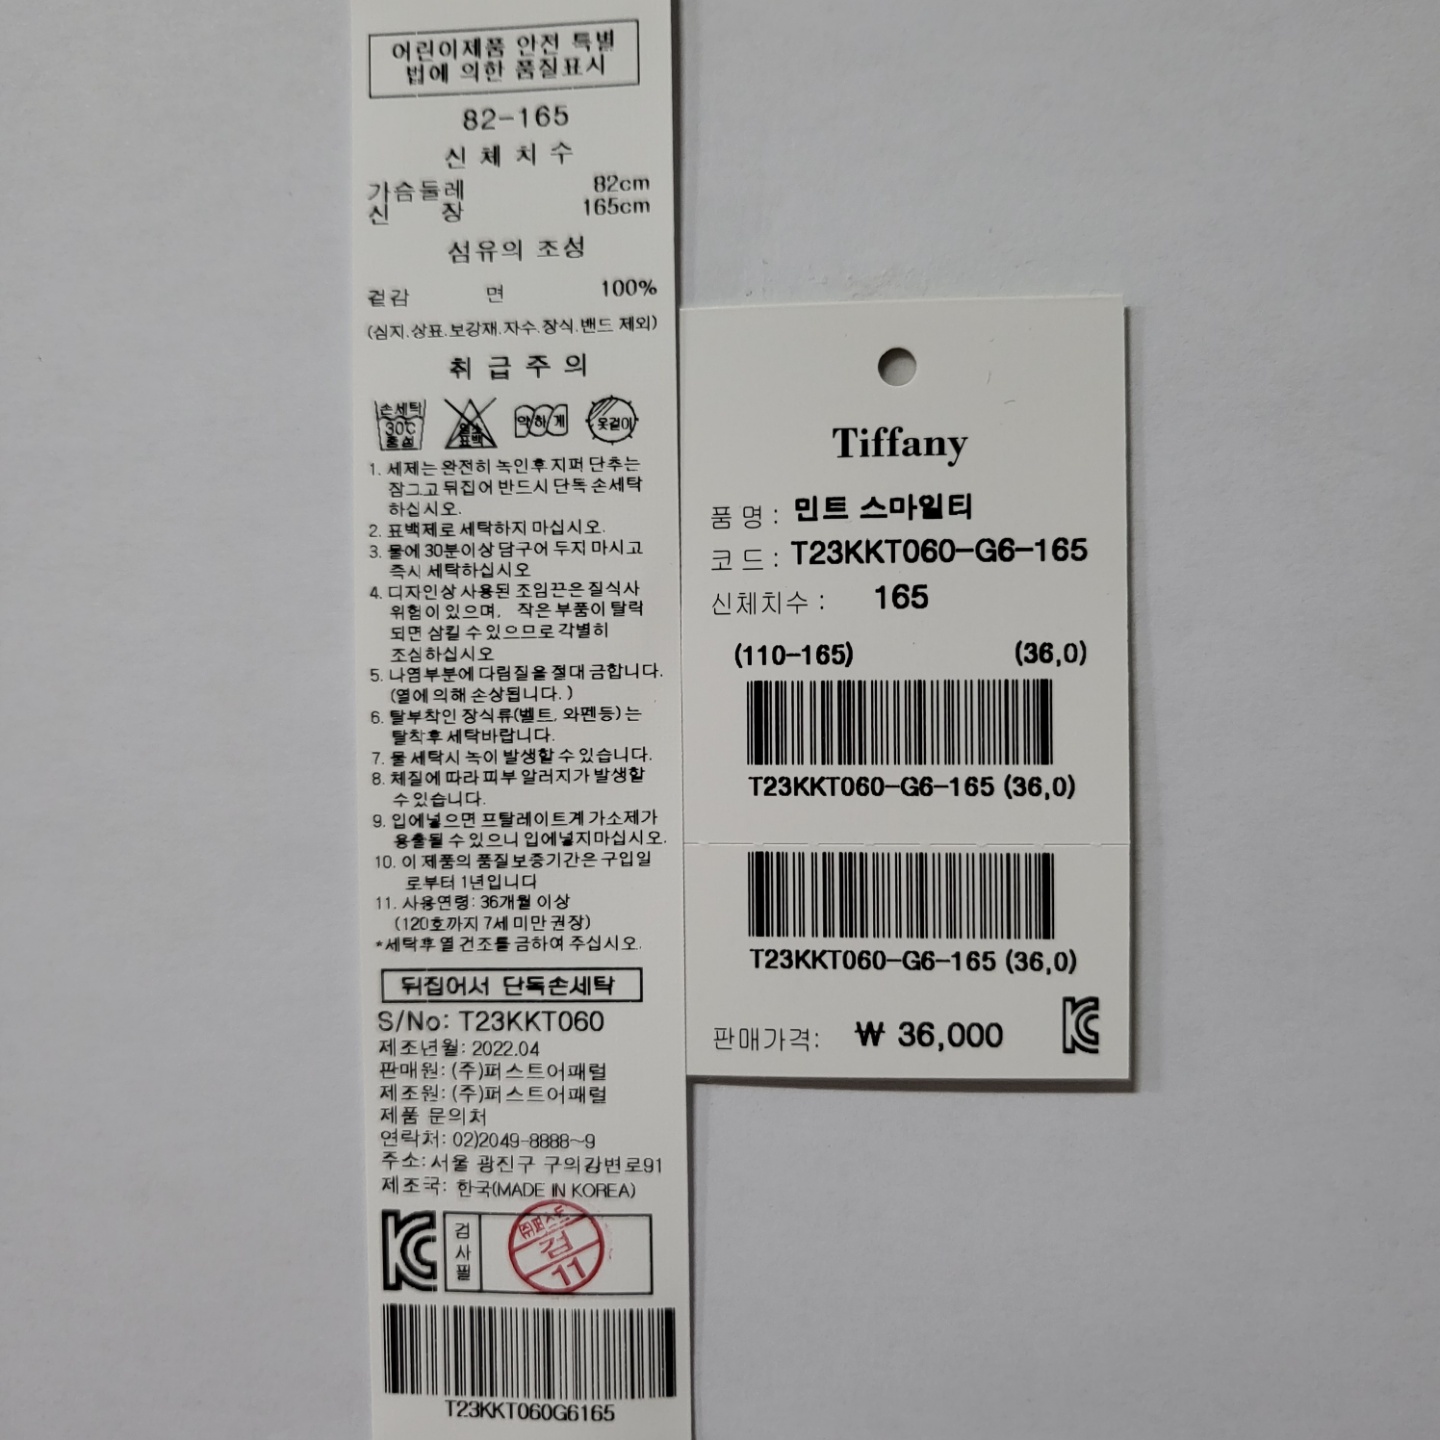 어린이제품 안전 특별
법에 의한 품질표시
82-165
신 체 치 수
가슴둘레 82cm
신 장 165cm
섬유의 조성
겉감 면 100%
(심지.상표.보강재.자수.장식.밴드 제외)
취 급 주 의
손세탁 30℃ 중성
염소 표백
약하게
옷걸이
1. 세제는 완전히 녹인후 지퍼 단추는
잠그고 뒤집어 반드시 단독 손세탁
하십시오.
2. 표백제로 세탁하지 마십시오.
3. 물에 30분이상 담구어 두지 마시고
즉시 세탁하십시오
4. 디자인상 사용된 조임끈은 질식사
위험이 있으며, 작은 부품이 탈락
되면 삼킬 수 있으므로 각별히
조심하십시오
5. 나염부분에 다림질을 절대 금합니다.
(열에 의해 손상됩니다.)
6. 탈부착인 장식류(벨트, 와펜등)는
탈착후 세탁바랍니다.
7. 물 세탁시 녹이 발생할 수 있습니다.
8. 체질에 따라 피부 알러지가 발생할
수 있습니다.
9. 입에넣으면 프탈레이트계 가소제가
용출될 수 있으니 입에넣지마십시오.
10. 이 제품의 품질보증기간은 구입일
로부터 1년입니다
11. 사용연령: 36개월 이상
(120호까지 7세 미만 권장)
*세탁후 열 건조를 금하여 주십시오.
뒤집어서 단독손세탁
S/No: T23KKT060
제조년월: 2022.04
판매원: (주)퍼스트어패럴
제조원: (주)퍼스트어패럴
제품 문의처
연락처: 02)2049-8888~9
주소: 서울 광진구 구의강변로91
제조국: 한국(MADE IN KOREA)
KC
검사필
㈜퍼스트
검
11
T23KKT060G6165
Tiffany
품 명 : 민트 스마일티
코 드 : T23KKT060-G6-165
신체치수 : 165
(110-165) (36,0)
T23KKT060-G6-165 (36,0)
T23KKT060-G6-165 (36,0)
판매가격: ₩ 36,000
KC